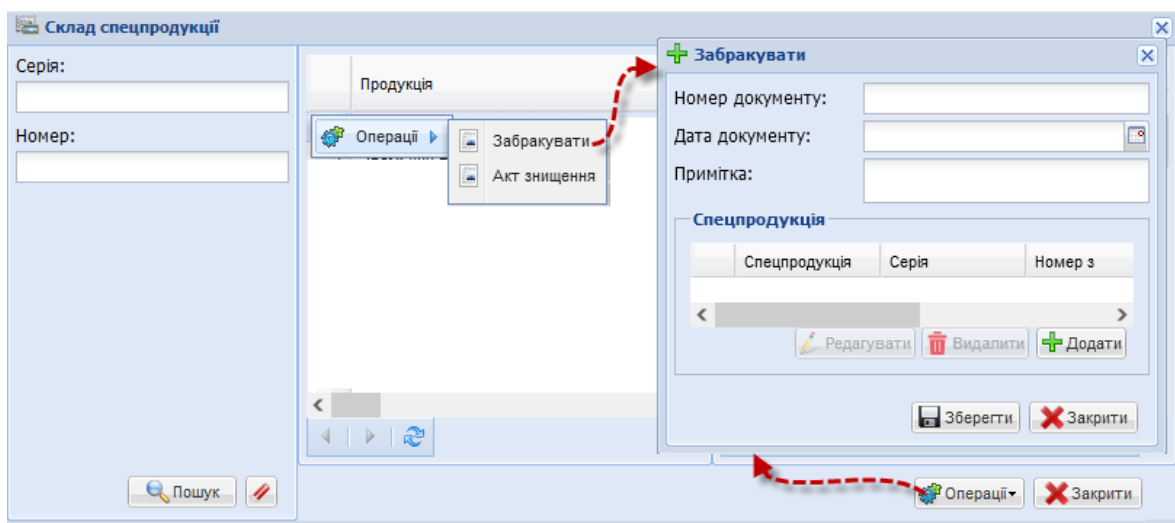 Склад спецпродукції
Серія:
Номер:
Пошук
Продукція
Операції
Забракувати
Акт знищення
Забракувати
Номер документу:
Дата документу:
Примітка:
Спецпродукція
Спецпродукція Серія Номер з
Редагувати Видалити Додати
Зберегти Закрити
Операції Закрити